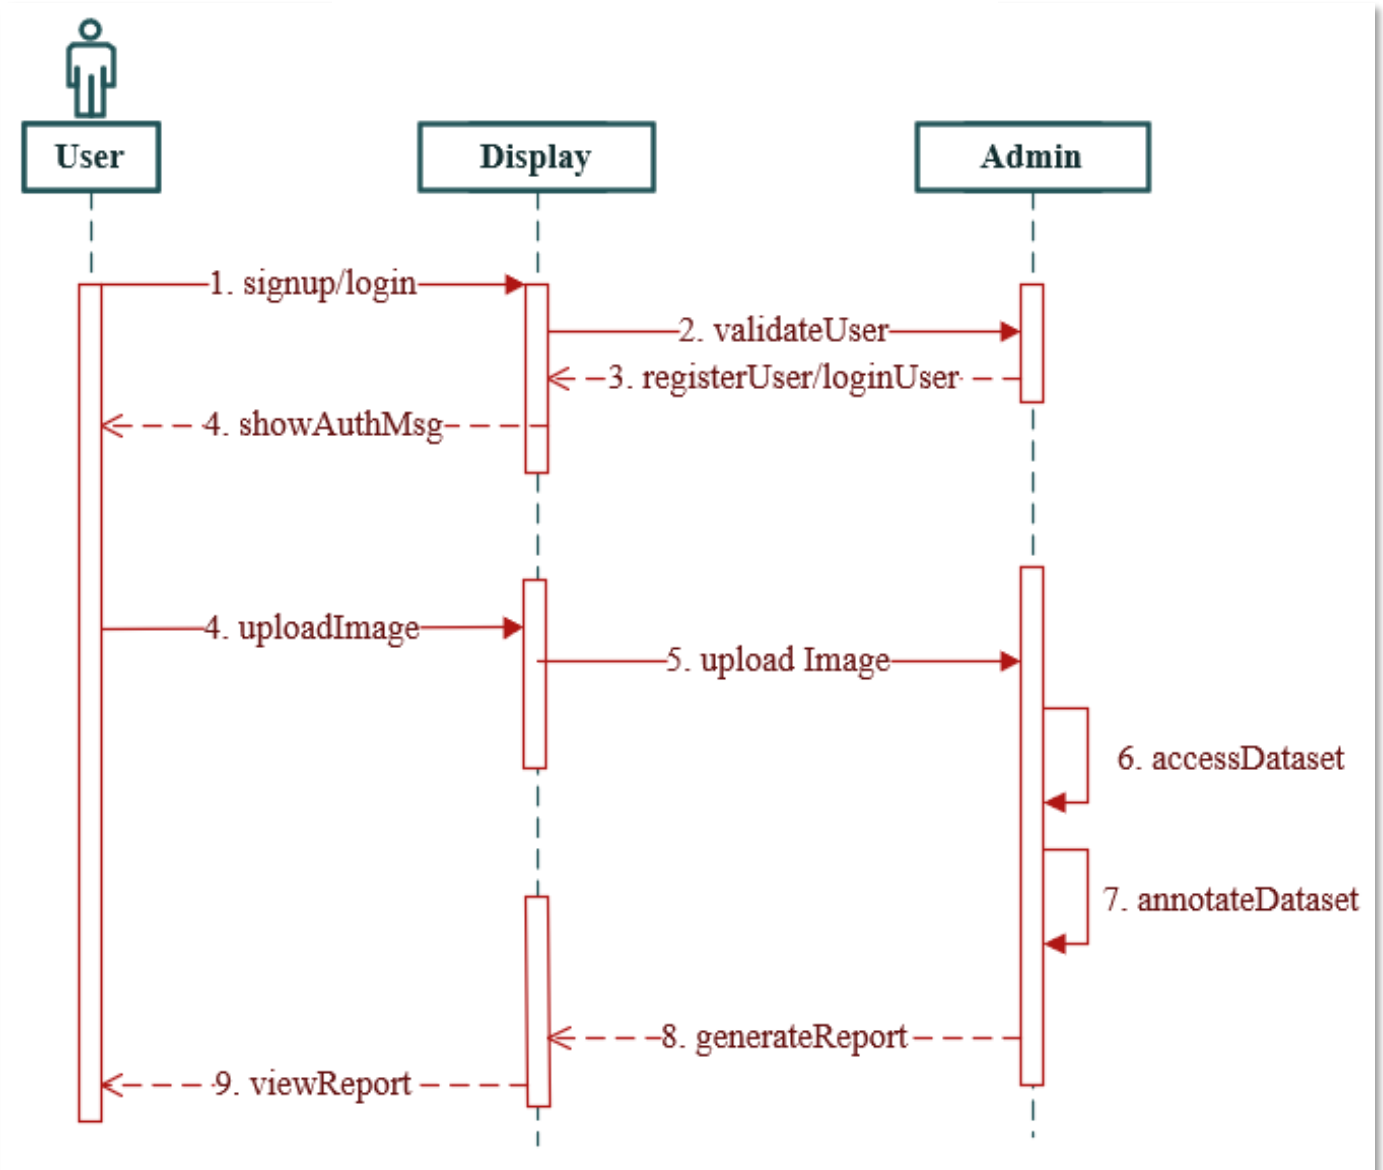 User
Display
Admin
1. signup/login
2. validateUser
3. registerUser/loginUser
4. showAuthMsg
4. uploadImage
5. upload Image
6. accessDataset
7. annotateDataset
8. generateReport
9. viewReport